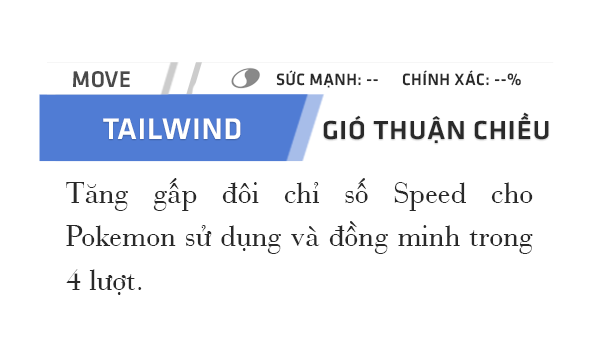 MOVE SỨC MẠNH: -- CHÍNH XÁC: --%
TAILWIND GIÓ THUẬN CHIỀU
Tăng gấp đôi chỉ số Speed cho
Pokemon sử dụng và đồng minh trong
4 lượt.